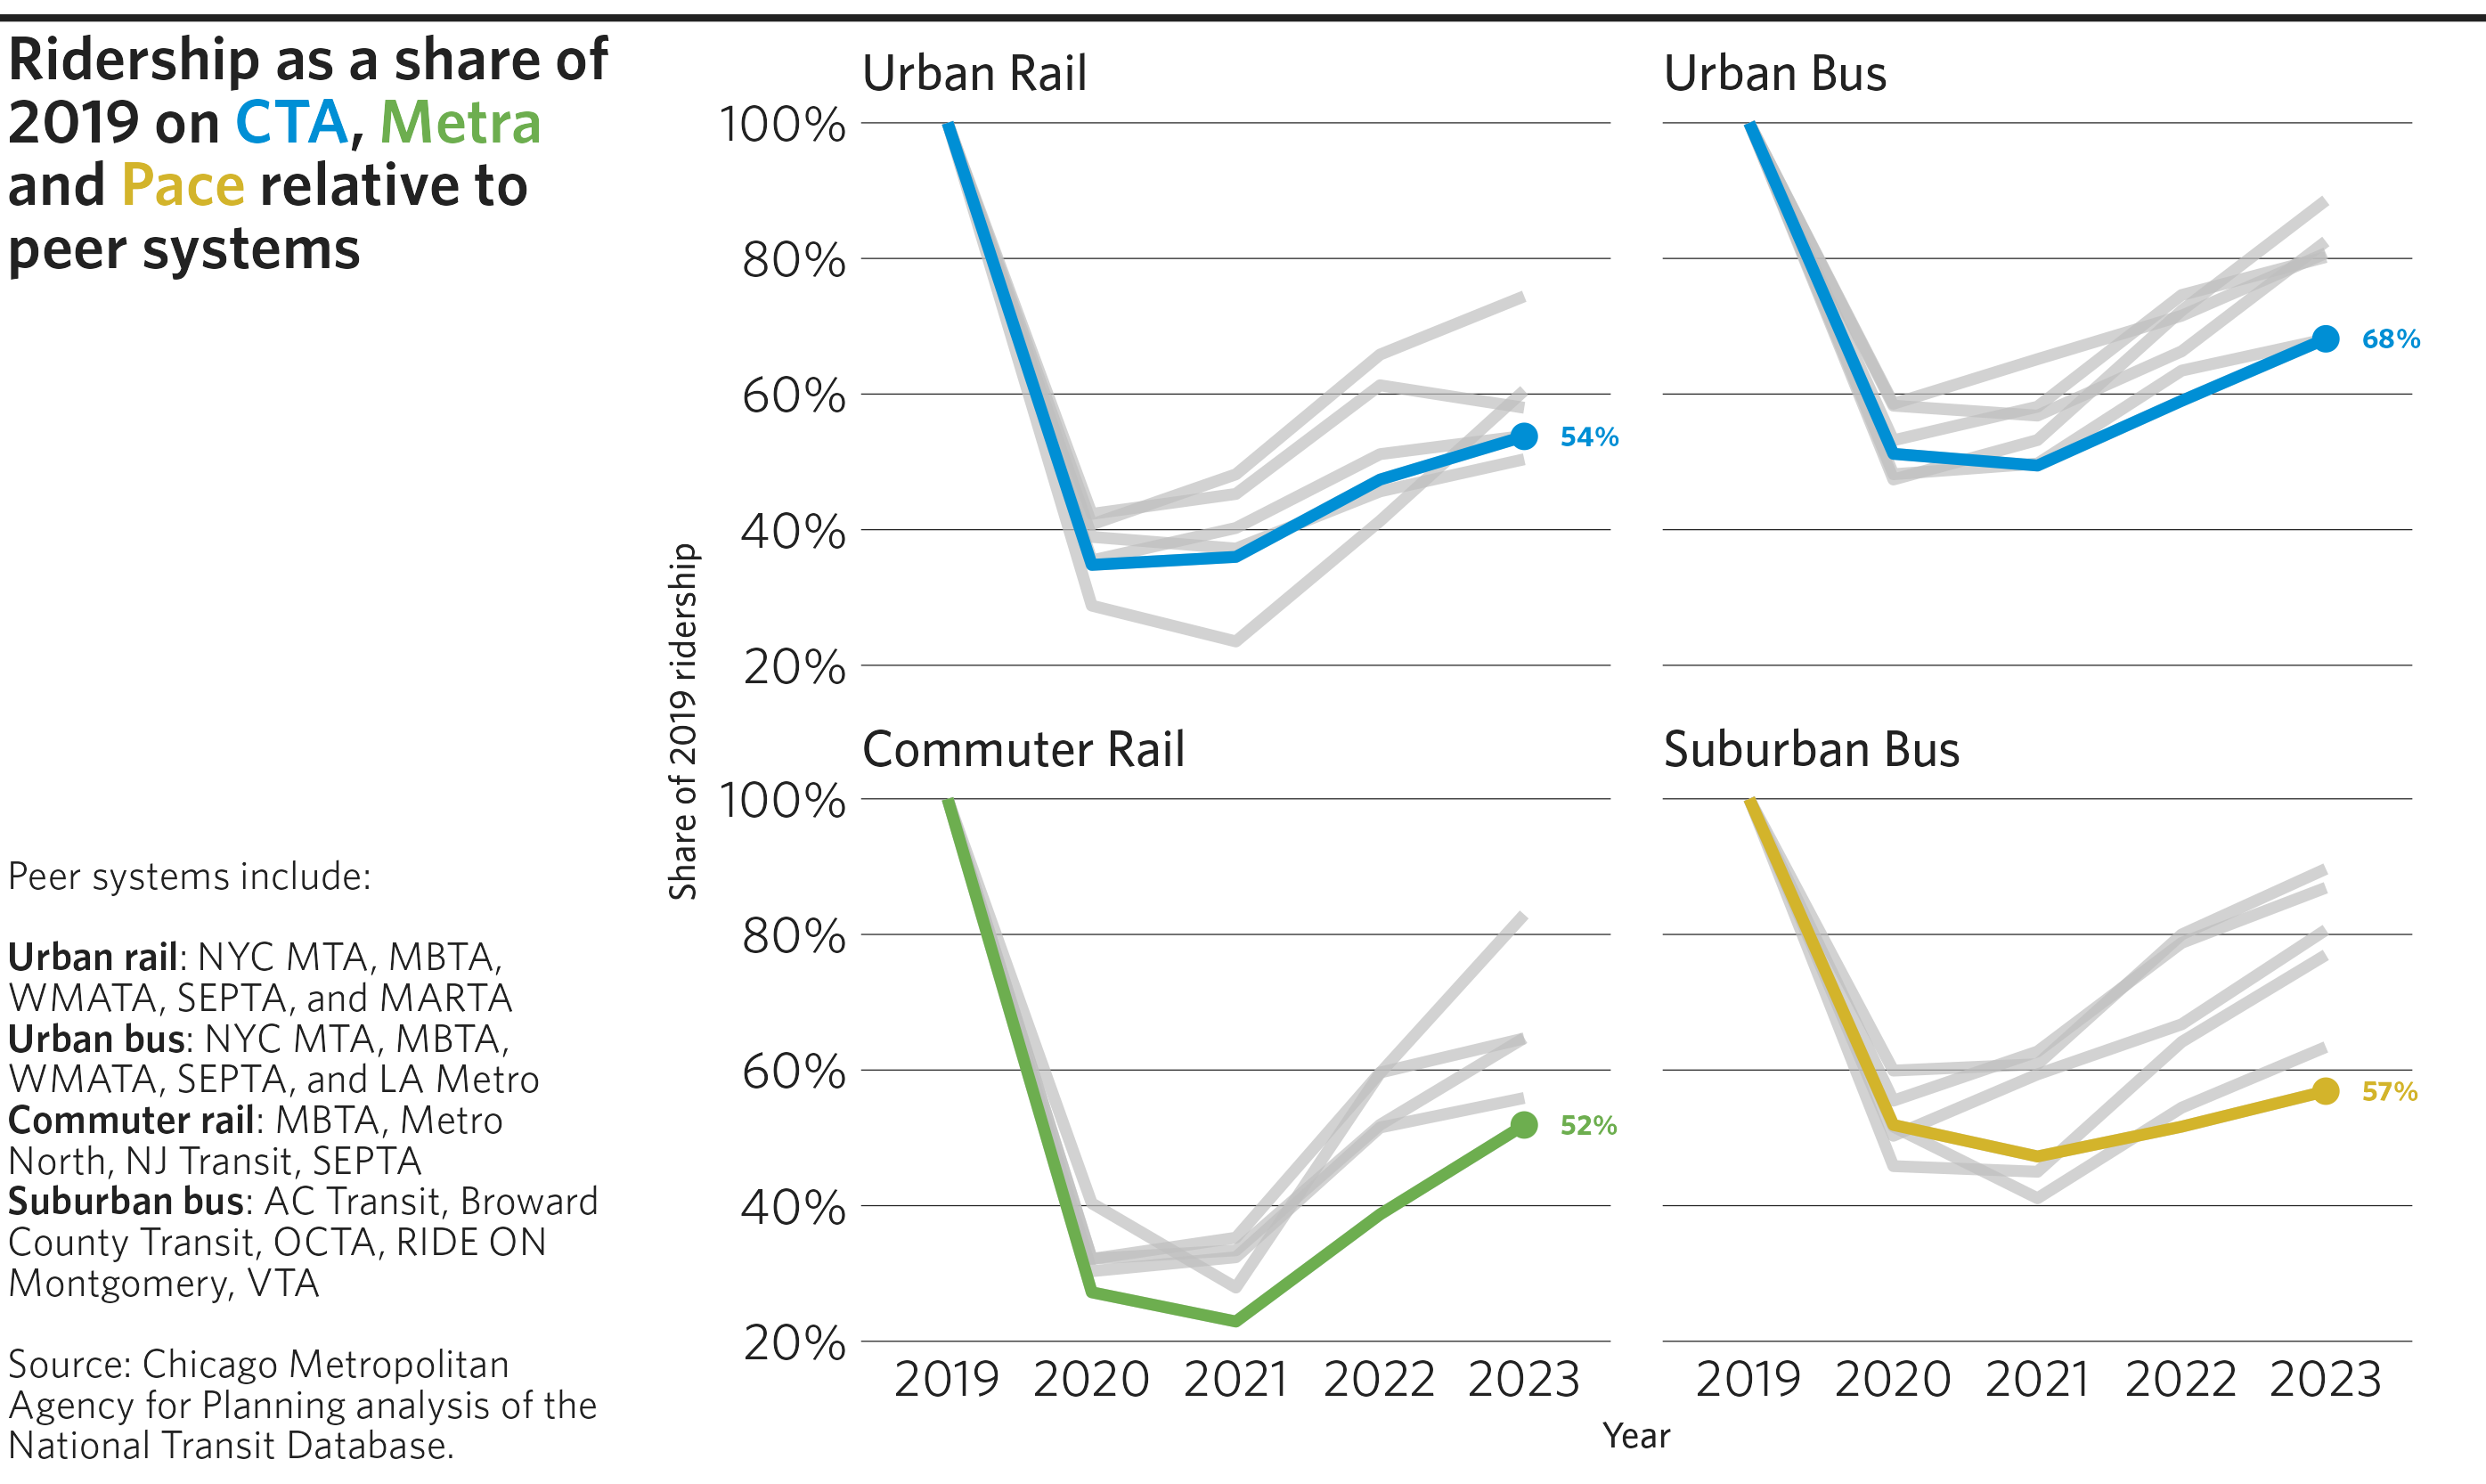 Ridership as a share of
2019 on CTA, Metra
and Pace relative to
peer systems
Peer systems include:
Urban rail: NYC MTA, MBTA,
WMATA, SEPTA, and MARTA
Urban bus: NYC MTA, MBTA,
WMATA, SEPTA, and LA Metro
Commuter rail: MBTA, Metro
North, NJ Transit, SEPTA
Suburban bus: AC Transit, Broward
County Transit, OCTA, RIDE ON
Montgomery, VTA
Source: Chicago Metropolitan
Agency for Planning analysis of the
National Transit Database.
Share of 2019 ridership
Urban Rail
100%
80%
60%
40%
20%
54%
Urban Bus
68%
Commuter Rail
100%
80%
60%
40%
20%
52%
2019 2020 2021 2022 2023
Suburban Bus
57%
2019 2020 2021 2022 2023
Year